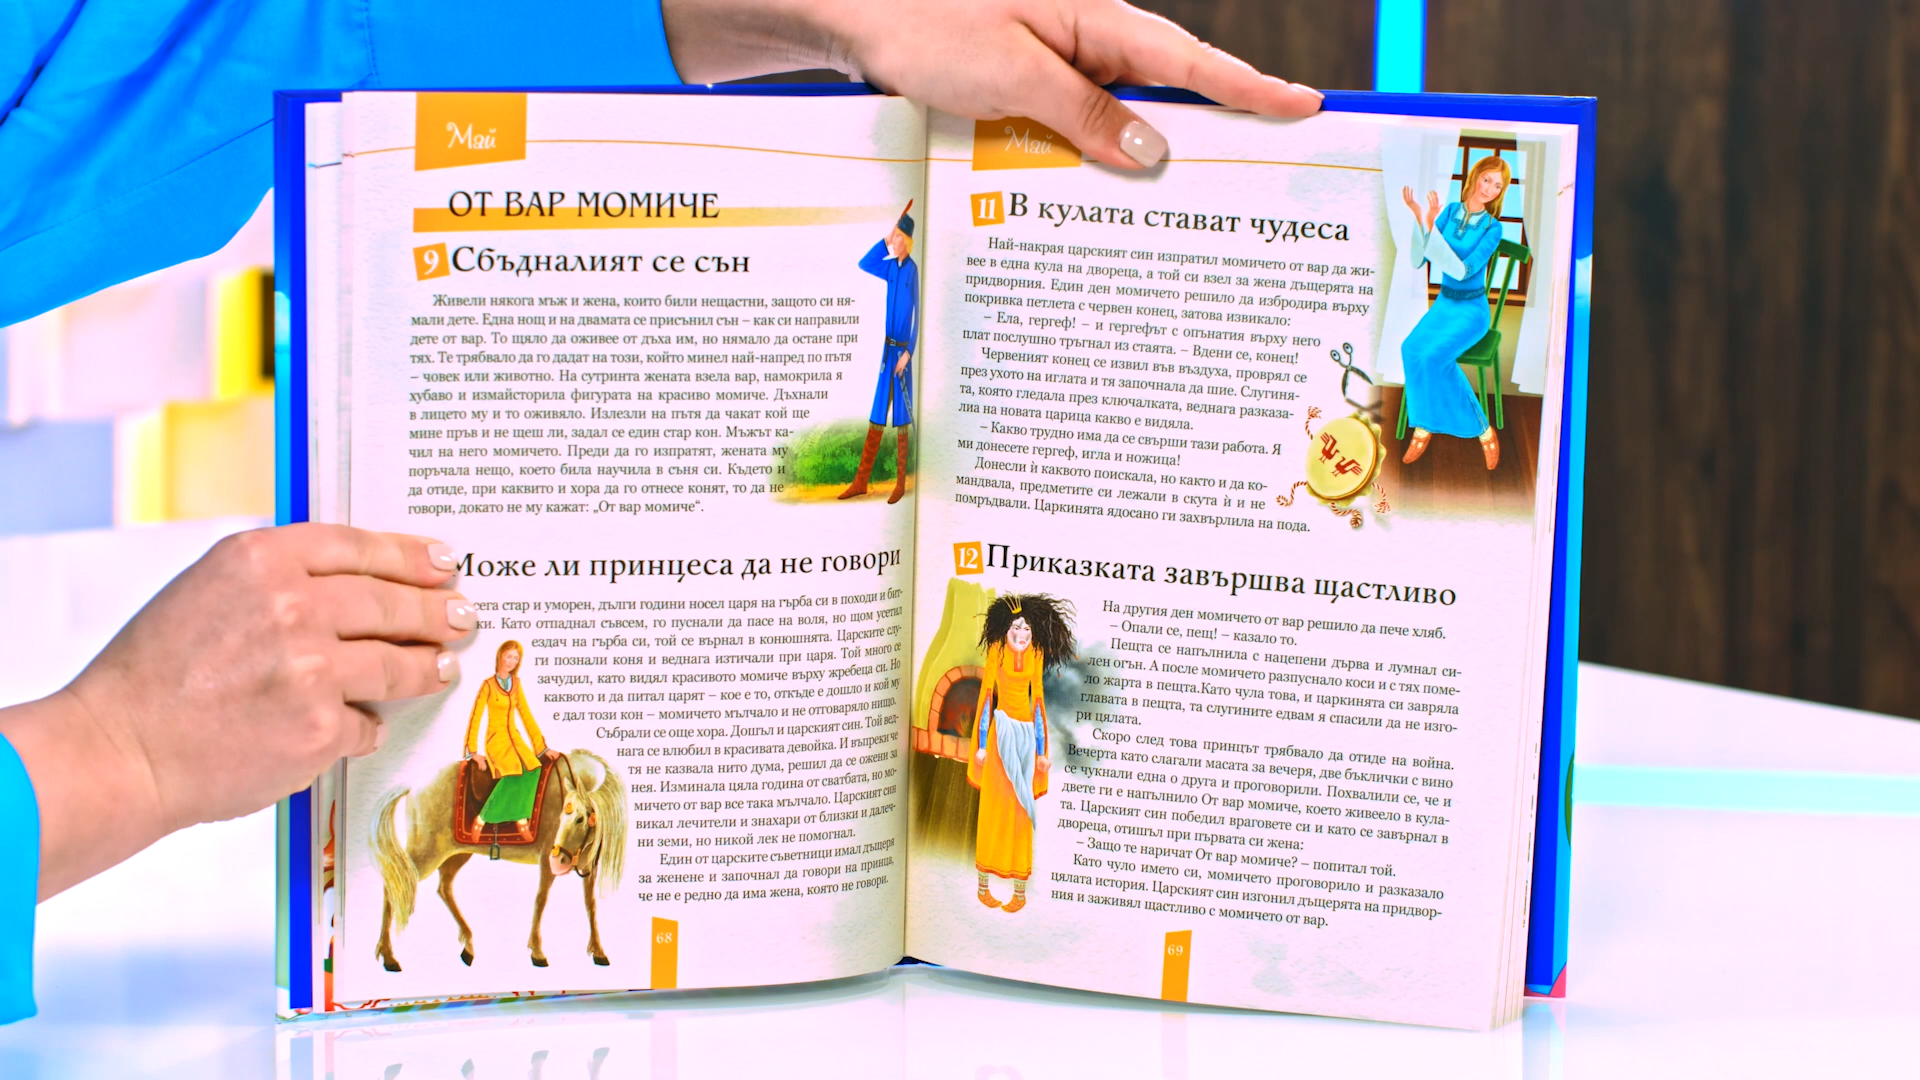 Май
ОТ ВАР МОМИЧЕ
9 Сбъдналият се сън
Живели някога мъж и жена, които били нещастни, защото си ня-
мали дете. Една нощ и на двамата се присънил сън – как си направили
дете от вар. То щяло да оживее от дъха им, но нямало да остане при
тях. Те трябвало да го дадат на този, който минел най-напред по пътя
– човек или животно. На сутринта жената взела вар, намокрила я
хубаво и измайсторила фигурата на красиво момиче. Дъхнали
в лицето му и то оживяло. Излезли на пътя да чакат кой ще
мине пръв и не щеш ли, задал се един стар кон. Мъжът ка-
чил на него момичето. Преди да го изпратят, жената му
поръчала нещо, което била научила в съня си. Където и
да отиде, при каквито и хора да го отнесе конят, то да не
говори, докато не му кажат: „От вар момиче“.
Може ли принцеса да не говори
сега стар и уморен, дълги години носел царя на гърба си в походи и бит-
ки. Като отпаднал съвсем, го пуснали да пасе на воля, но щом усетил
ездач на гърба си, той се върнал в конюшнята. Царските слу-
ги познали коня и веднага изтичали при царя. Той много се
зачудил, като видял красивото момиче върху жребеца си. Но
каквото и да питал царят – кое е то, откъде е дошло и кой му
е дал този кон – момичето мълчало и не отговаряло нищо.
Събрали се още хора. Дошъл и царският син. Той вед-
нага се влюбил в красивата девойка. И въпреки че
тя не казвала нито дума, решил да се ожени за
нея. Изминала цяла година от сватбата, но мо-
мичето от вар все така мълчало. Царският син
викал лечители и знахари от близки и далеч-
ни земи, но никой лек не помогнал.
Един от царските съветници имал дъщеря
за женене и започнал да говори на принца,
че не е редно да има жена, която не говори.
68
Май
11 В кулата стават чудеса
Най-накрая царският син изпратил момичето от вар да жи-
вее в една кула на двореца, а той си взел за жена дъщерята на
придворния. Един ден момичето решило да избродира върху
покривка петлета с червен конец, затова извикало:
– Ела, гергеф! – и гергефът с опънатия върху него
плат послушно тръгнал из стаята. – Вдени се, конец!
Червеният конец се извил във въздуха, проврял се
през ухото на иглата и тя започнала да шие. Слугиня-
та, която гледала през ключалката, веднага разказа-
ла на новата царица какво е видяла.
– Какво трудно има да се свърши тази работа. Я
ми донесете гергеф, игла и ножица!
Донесли ѝ каквото поискала, но както и да ко-
мандвала, предметите си лежали в скута ѝ и не
помръдвали. Царкинята ядосано ги захвърлила на пода.
12 Приказката завършва щастливо
На другия ден момичето от вар решило да пече хляб.
– Опали се, пещ! – казало то.
Пещта се напълнила с нацепени дърва и лумнал си-
лен огън. А после момичето разпуснало коси и с тях поме-
ло жарта в пещта.Като чула това, и царкинята си завряла
главата в пещта, та слугините едвам я спасили да не изго-
ри цялата.
Скоро след това принцът трябвало да отиде на война.
Вечерта като слагали масата за вечеря, две бъклички с вино
се чукнали една о друга и проговорили. Похвалили се, че и
двете ги е напълнило От вар момиче, което живеело в кула-
та. Царският син победил враговете си и като се завърнал в
двореца, отишъл при първата си жена:
– Защо те наричат От вар момиче? – попитал той.
Като чуло името си, момичето проговорило и разказало
цялата история. Царският син изгонил дъщерята на придвор-
ния и заживял щастливо с момичето от вар.
69